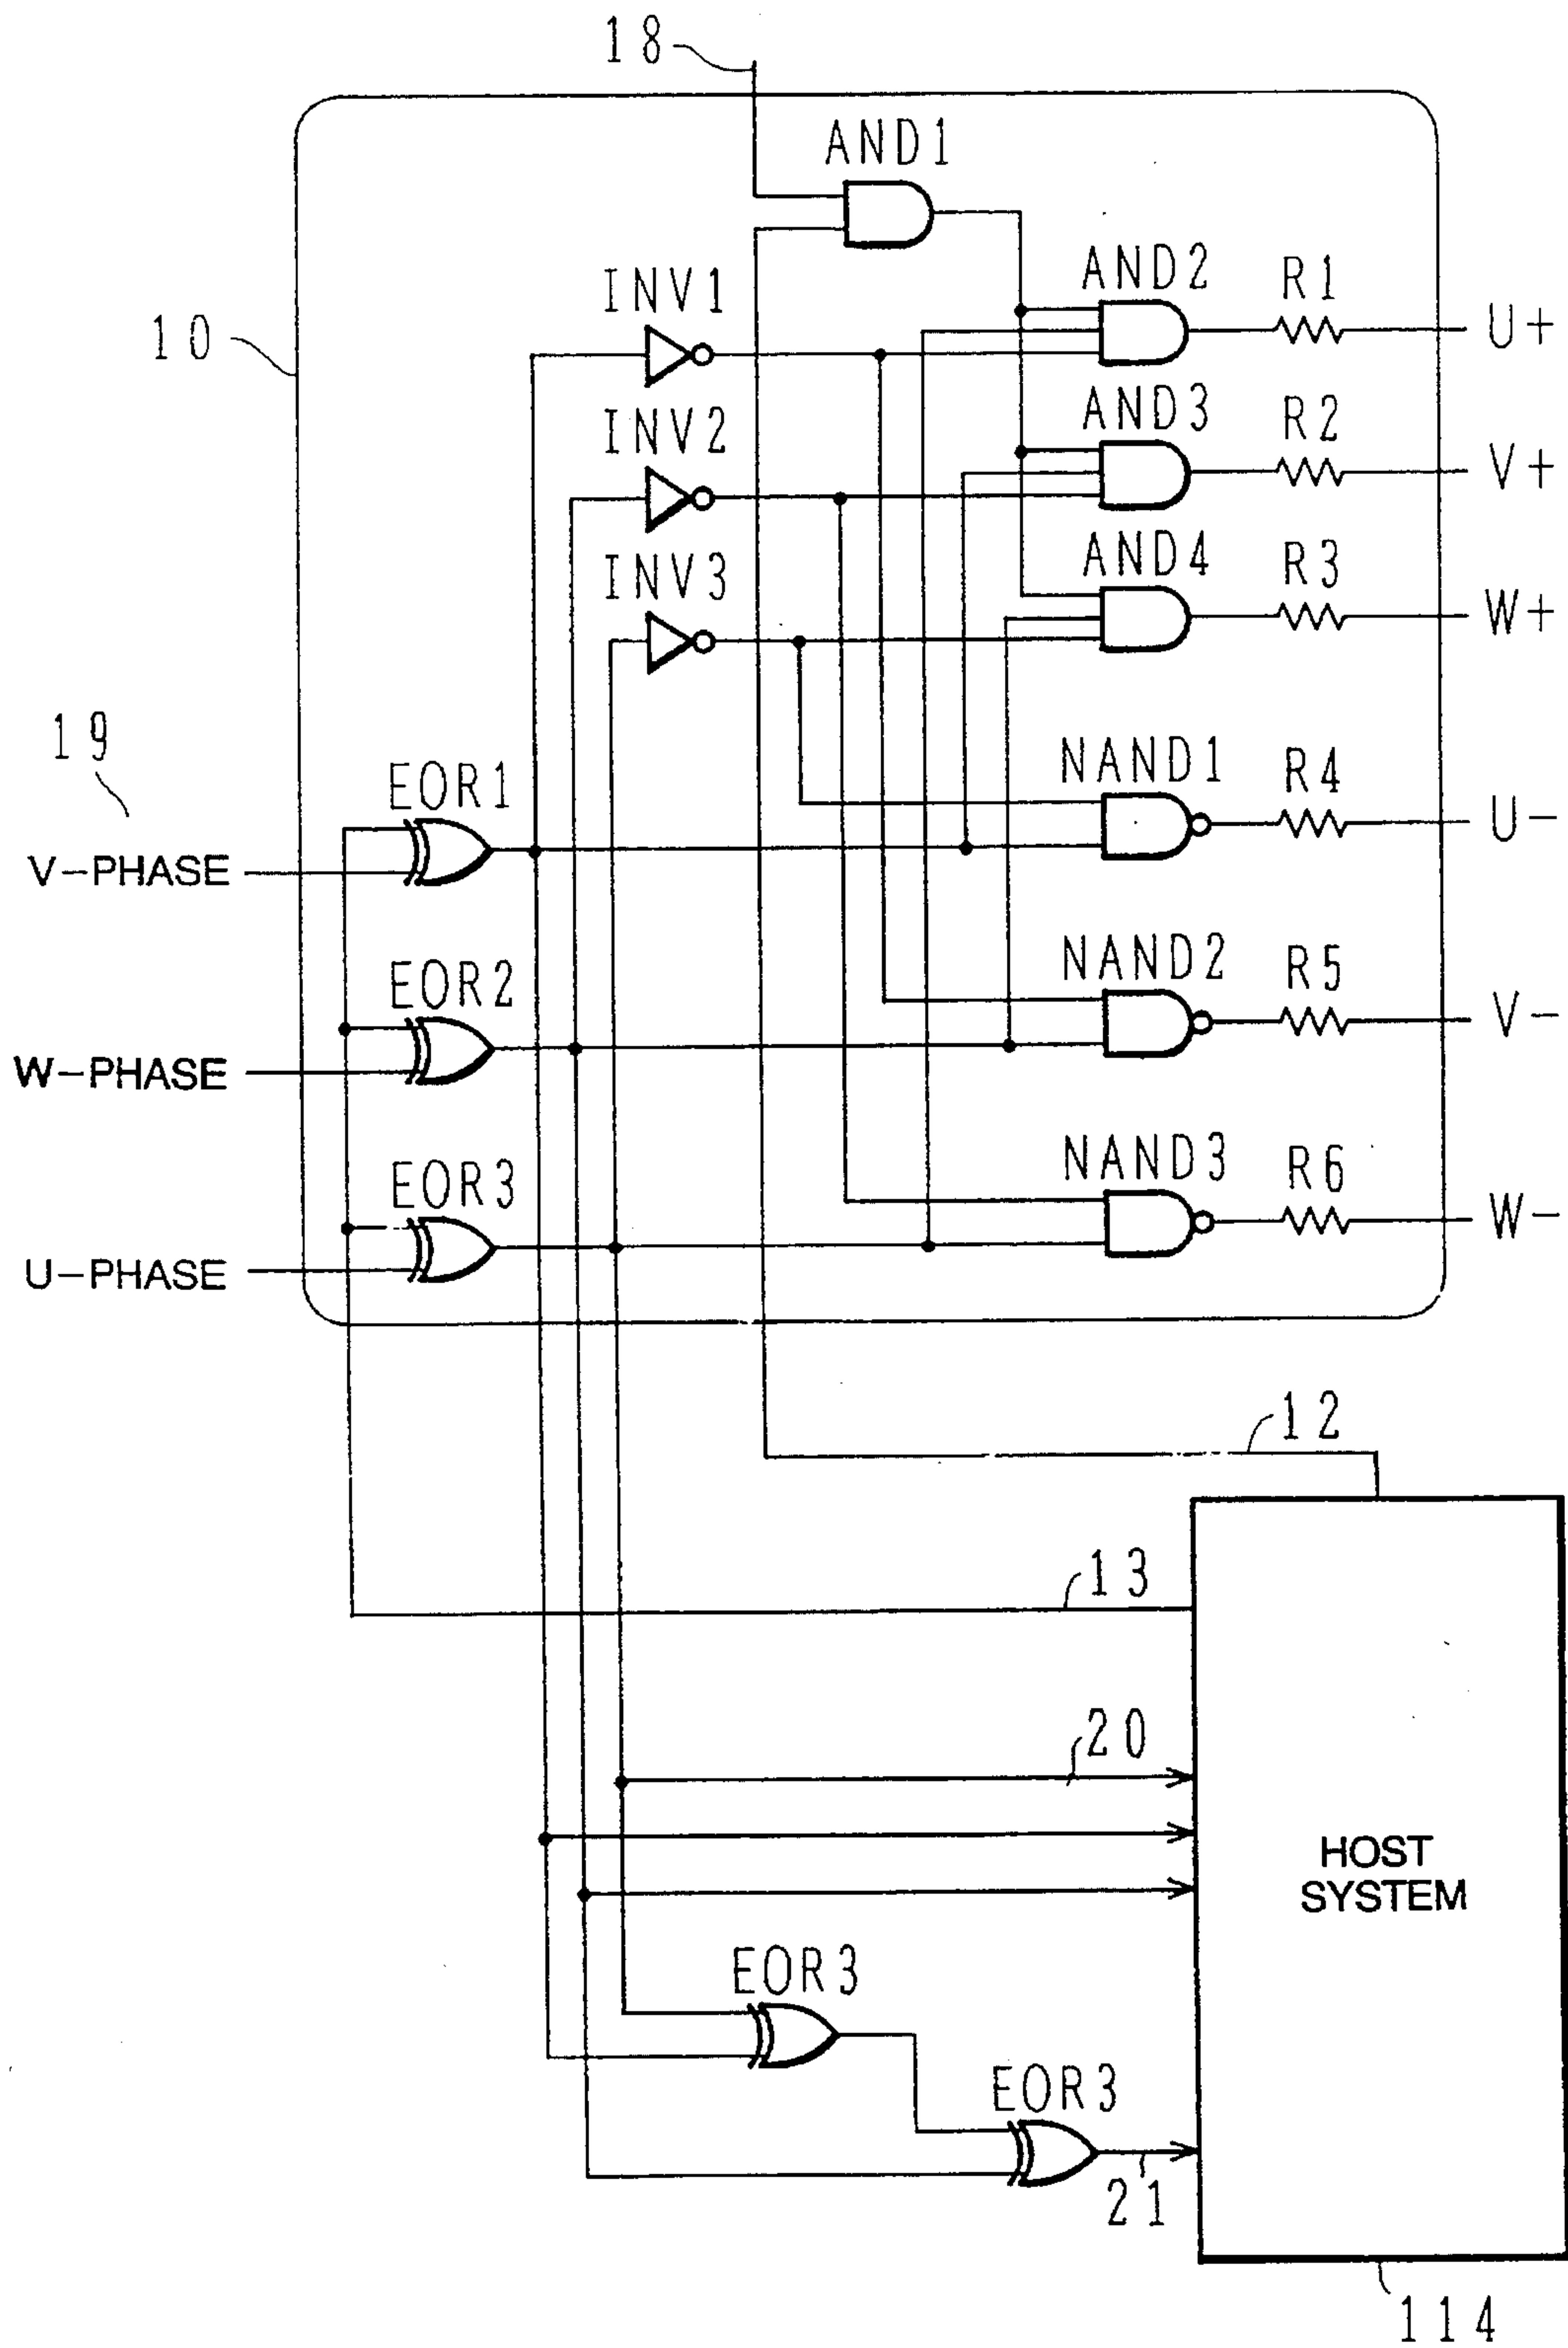 18
AND1
INV1
AND2
R1
U+
10
INV2
AND3
R2
V+
INV3
AND4
R3
W+
19
EOR1
NAND1
R4
U-
V-PHASE
EOR2
NAND2
R5
V-
W-PHASE
EOR3
NAND3
R6
W-
U-PHASE
12
13
20
HOST
SYSTEM
EOR3
EOR3
21
114